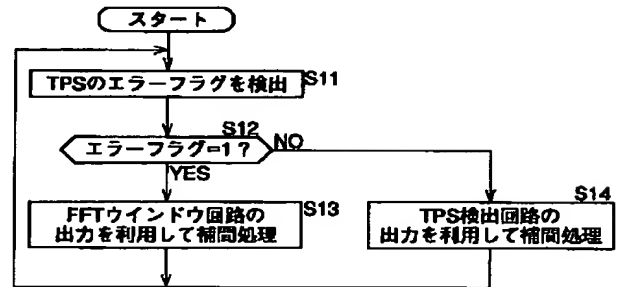 スタート
TPSのエラーフラグを検出
S11
S12
エラーフラグ=1?
NO
YES
S13
FFTウインドウ回路の
出力を利用して補間処理
S14
TPS検出回路の
出力を利用して補間処理